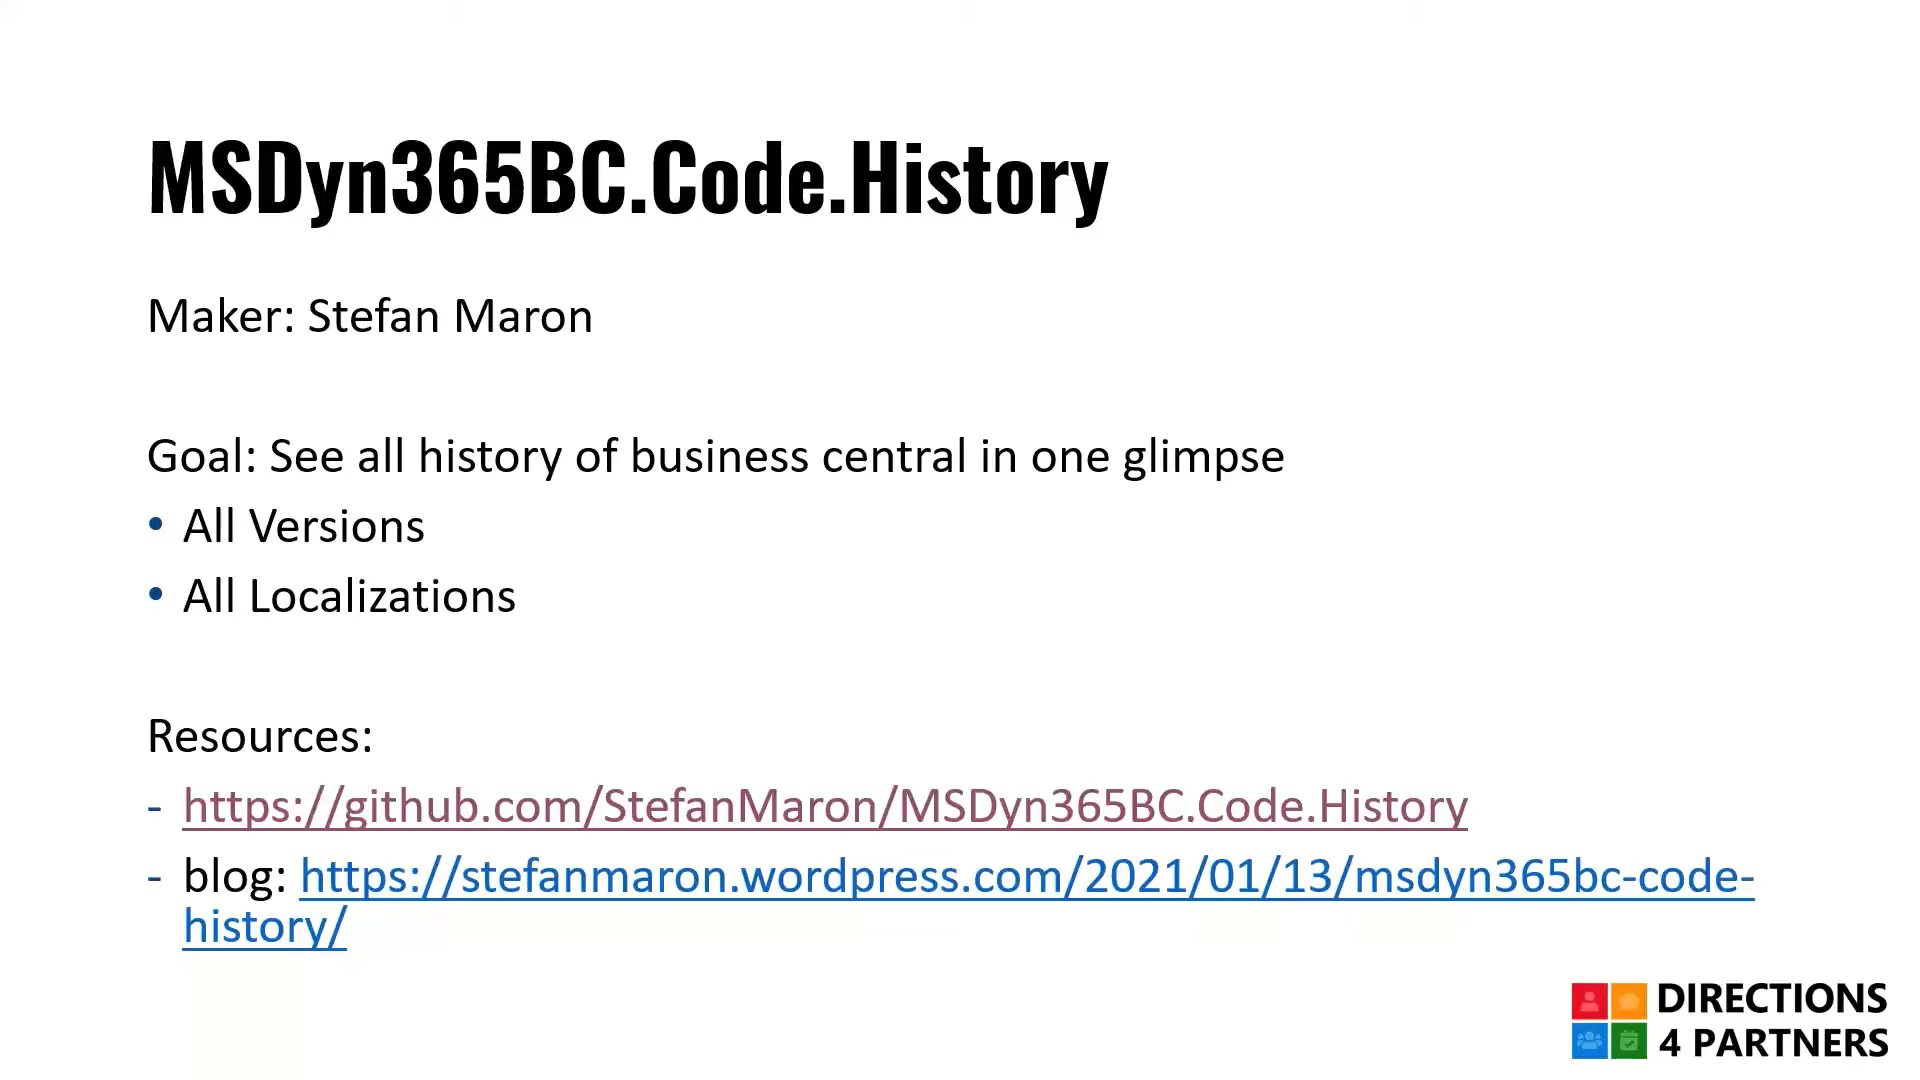 MSDyn365BC.Code.History
Maker: Stefan Maron
Goal: See all history of business central in one glimpse
• All Versions
• All Localizations
Resources:
- https://github.com/StefanMaron/MSDyn365BC.Code.History
- blog: https://stefanmaron.wordpress.com/2021/01/13/msdyn365bc-code-
history/
DIRECTIONS
4 PARTNERS